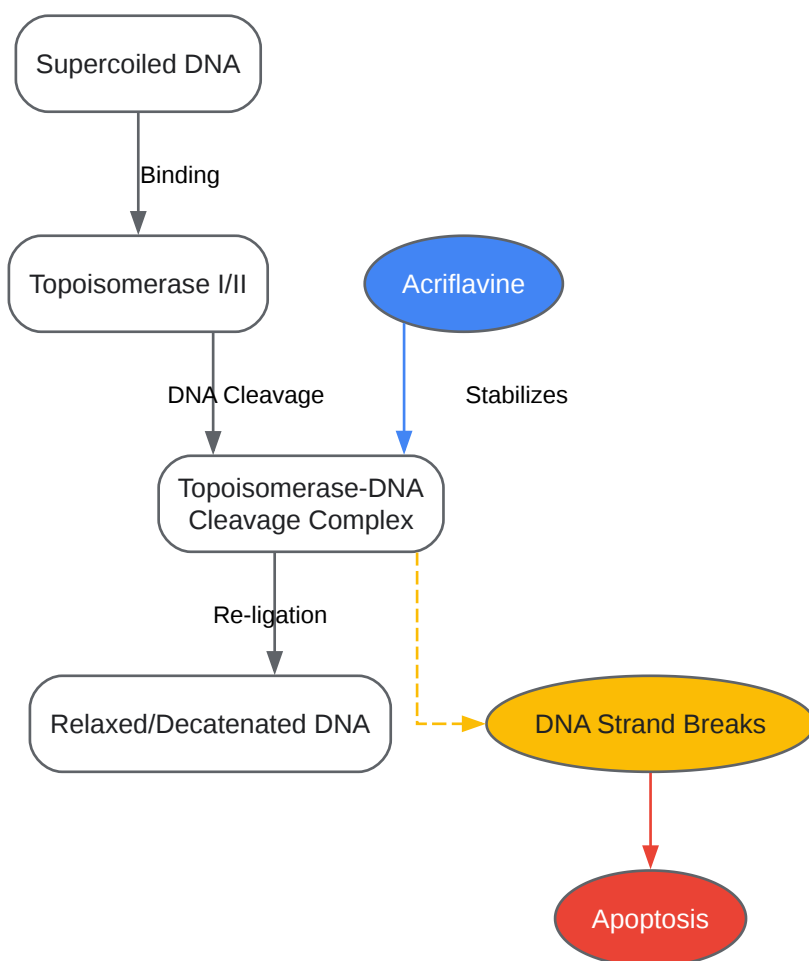 Supercoiled DNA
Binding
Topoisomerase I/II
Acriflavine
DNA Cleavage
Stabilizes
Topoisomerase-DNA
Cleavage Complex
Re-ligation
Relaxed/Decatenated DNA
DNA Strand Breaks
Apoptosis